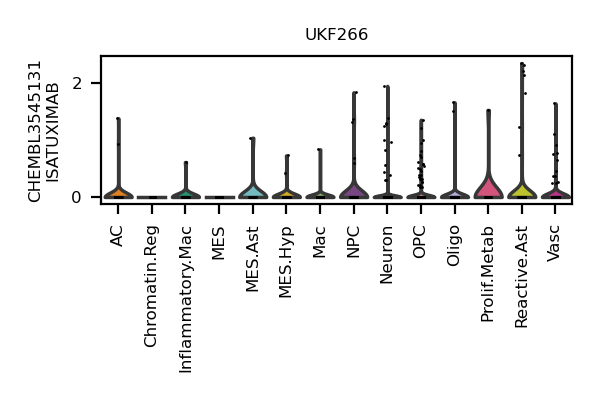 UKF266
CHEMBL3545131
ISATUXIMAB
2
0
AC
Chromatin.Reg
Inflammatory.Mac
MES
MES.Ast
MES.Hyp
Mac
NPC
Neuron
OPC
Oligo
Prolif.Metab
Reactive.Ast
Vasc